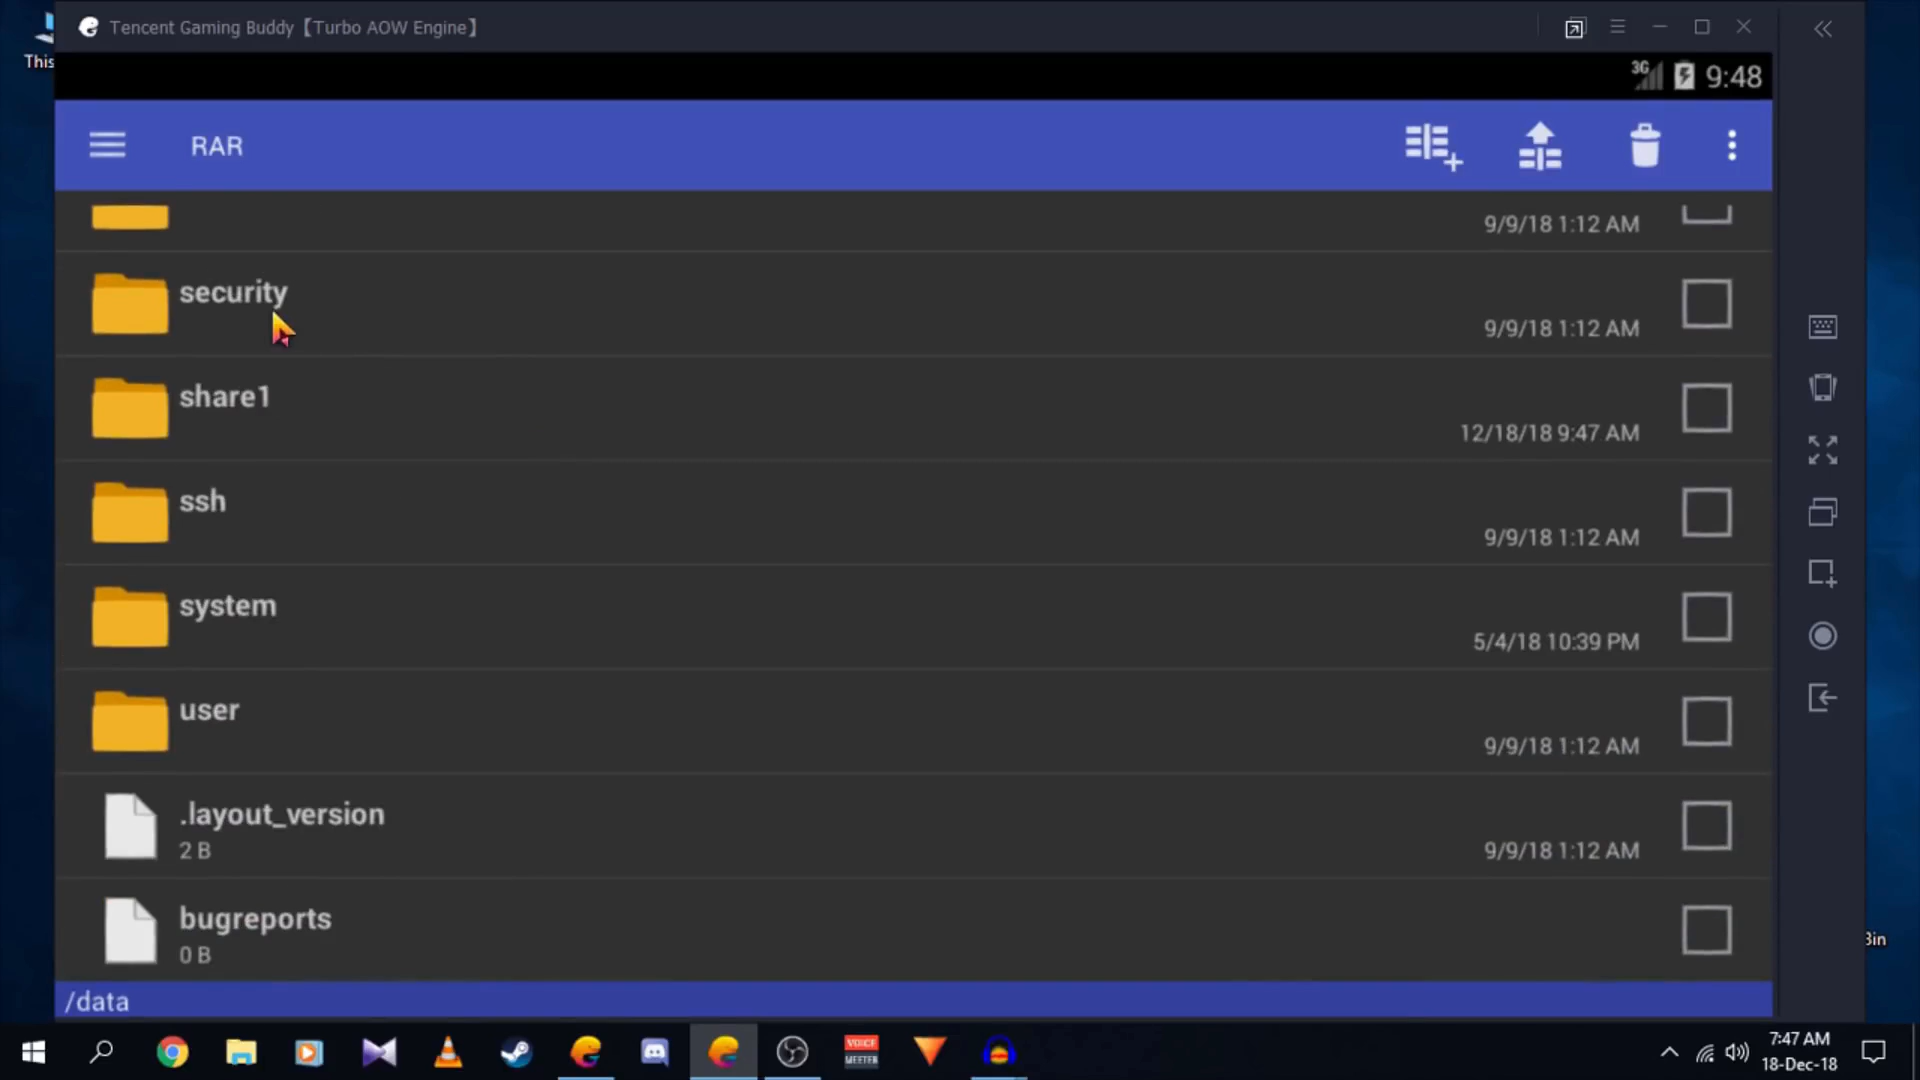 This
Tencent Gaming Buddy【Turbo AOW Engine】
3G 9:48
RAR
9/9/18 1:12 AM
security
9/9/18 1:12 AM
share1
12/18/18 9:47 AM
ssh
9/9/18 1:12 AM
system
5/4/18 10:39 PM
user
9/9/18 1:12 AM
.layout_version
2 B
9/9/18 1:12 AM
bugreports
0 B
Bin
/data
VOICE
MEETER
7:47 AM
18-Dec-18